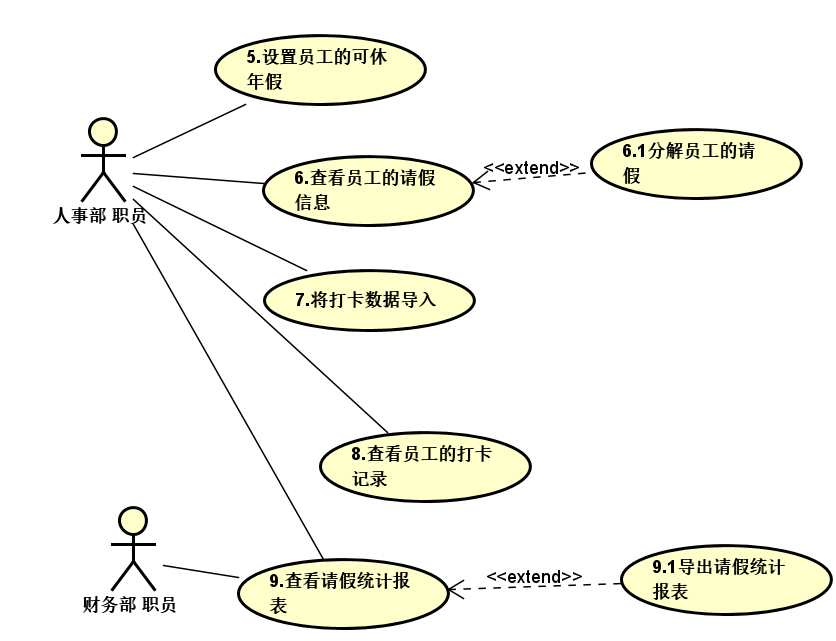 5.设置员工的可休
年假
人事部 职员
6.查看员工的请假
信息
<<extend>>
6.1分解员工的请
假
7.将打卡数据导入
8.查看员工的打卡
记录
财务部 职员
9.查看请假统计报
表
<<extend>>
9.1导出请假统计
报表